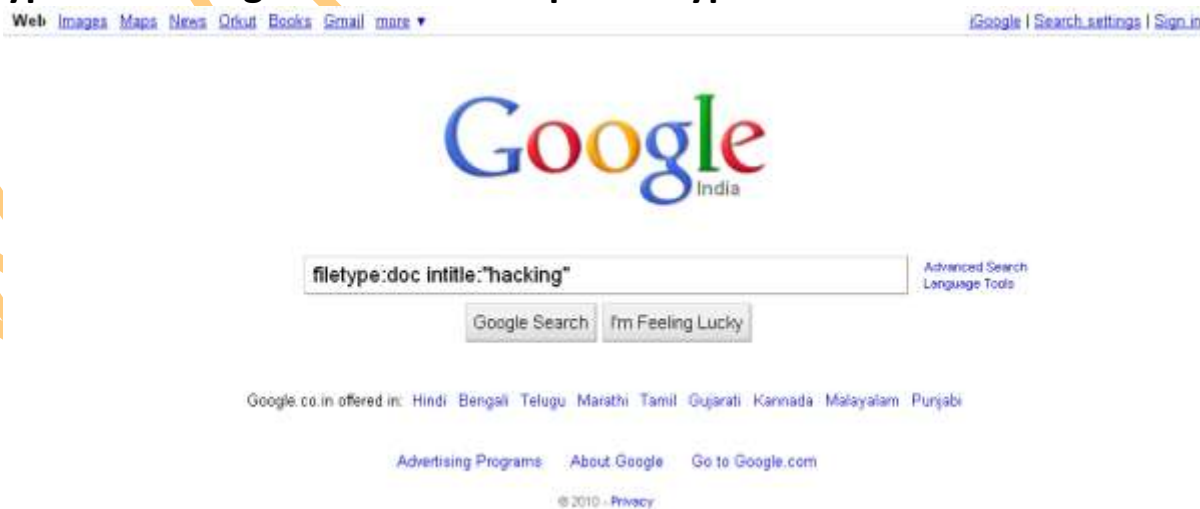 Web Images Maps News Orkut Books Gmail more ▼ iGoogle | Search settings | Sign in
Google
India
filetype:doc intitle:"hacking"
Advanced Search
Language Tools
Google Search I'm Feeling Lucky
Google.co.in offered in: Hindi Bengali Telugu Marathi Tamil Gujarati Kannada Malayalam Punjabi
Advertising Programs About Google Go to Google.com
© 2010 - Privacy